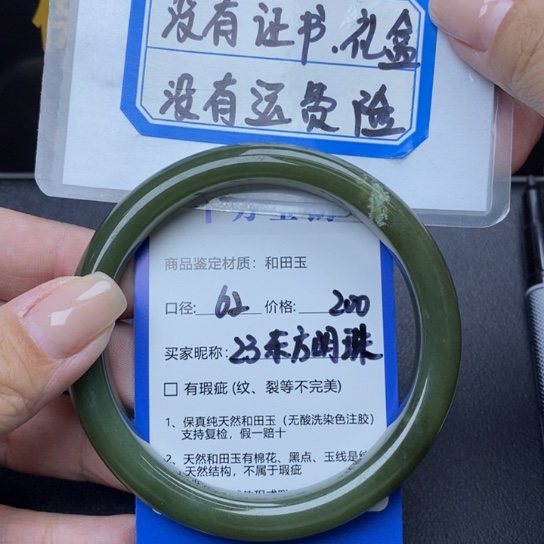 没有证书.礼盒
没有运费险
商品鉴定材质：和田玉
口径: 62 价格: 200
买家昵称: 23东方明珠
□ 有瑕疵 (纹、裂等不完美)
1、保真纯天然和田玉（无酸洗染色注胶）
支持复检，假一赔十
2、天然和田玉有棉花、黑点、玉线是
天然结构，不属于瑕疵